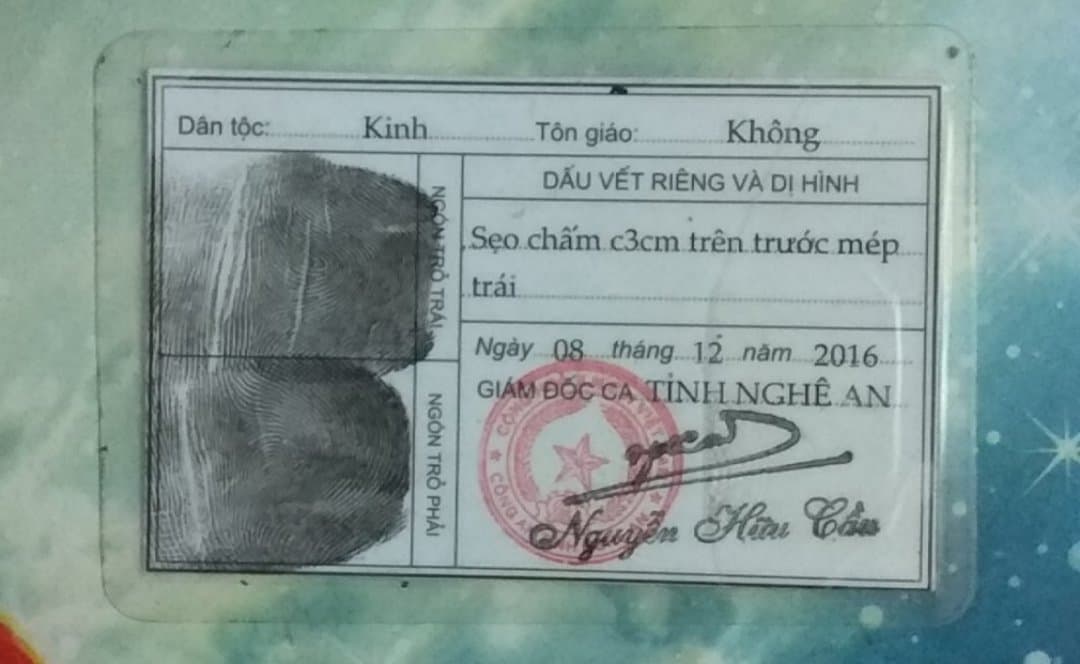 Dân tộc: Kinh Tôn giáo: Không
NGÓN TRỎ TRÁI
DẤU VẾT RIÊNG VÀ DỊ HÌNH
Sẹo chấm c3cm trên trước mép
trái
Ngày 08 tháng 12 năm 2016
GIÁM ĐỐC CA TỈNH NGHỆ AN
NGÓN TRỎ PHẢI
CÔNG A
Nguyễn Hữu Cầu